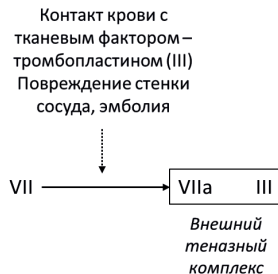 Контакт крови с
тканевым фактором –
тромбопластином (III)
Повреждение стенки
сосуда, эмболия
VII
VIIa III
Внешний
теназный
комплекс